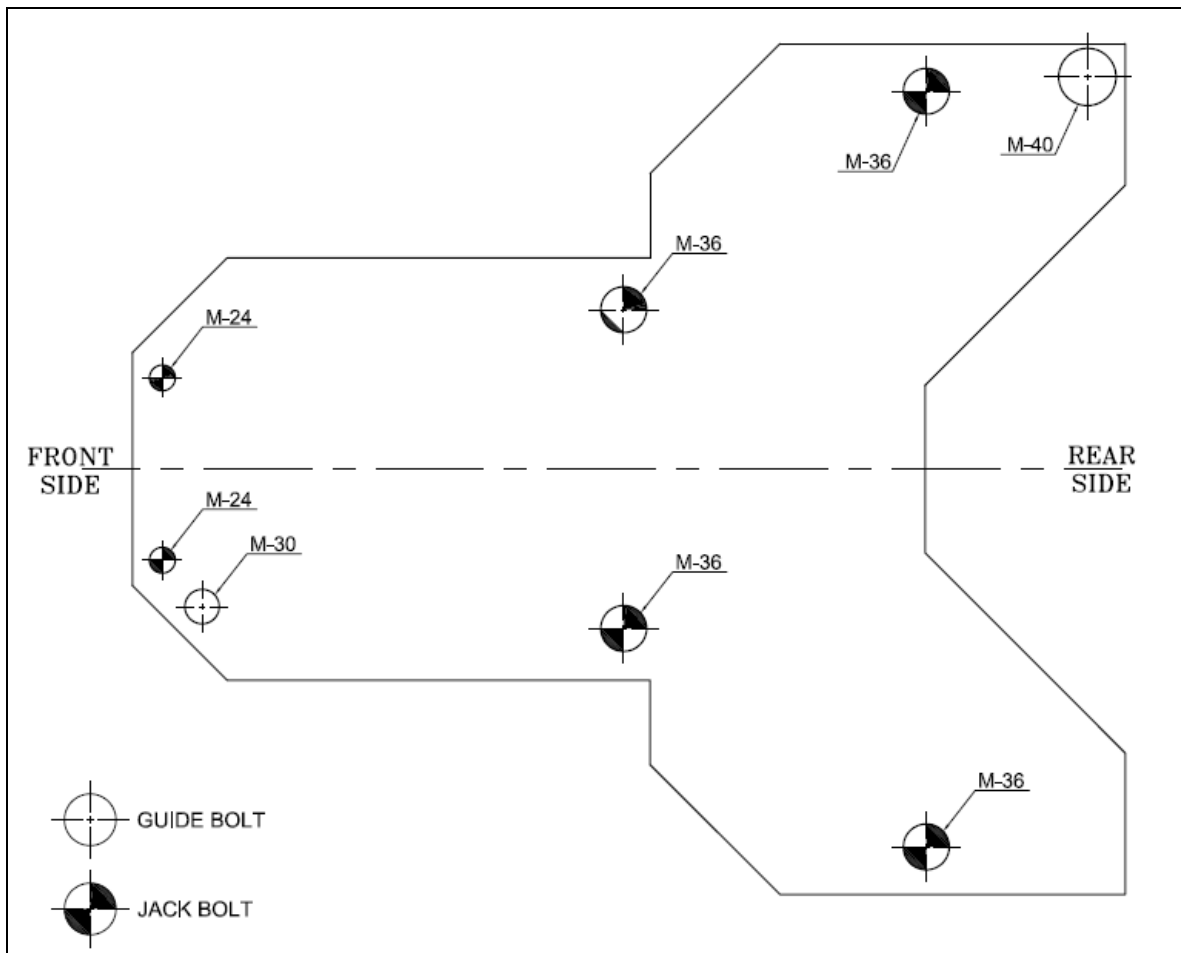 M-40
M-36
M-36
M-24
FRONT
SIDE
REAR
SIDE
M-24
M-30
M-36
M-36
GUIDE BOLT
JACK BOLT